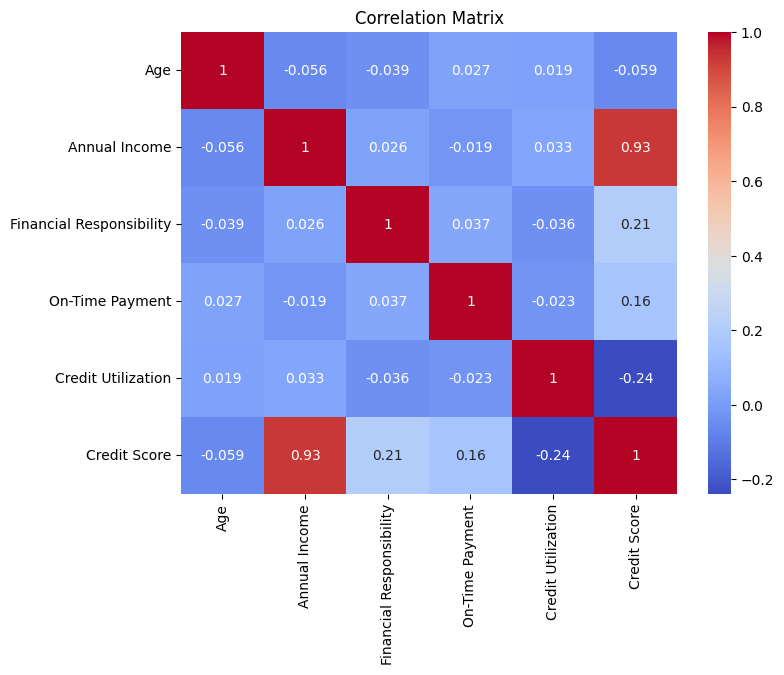 Correlation Matrix
Age 1 -0.056 -0.039 0.027 0.019 -0.059
Annual Income -0.056 1 0.026 -0.019 0.033 0.93
Financial Responsibility -0.039 0.026 1 0.037 -0.036 0.21
On-Time Payment 0.027 -0.019 0.037 1 -0.023 0.16
Credit Utilization 0.019 0.033 -0.036 -0.023 1 -0.24
Credit Score -0.059 0.93 0.21 0.16 -0.24 1
Age
Annual Income
Financial Responsibility
On-Time Payment
Credit Utilization
Credit Score
1.0
0.8
0.6
0.4
0.2
0.0
−0.2